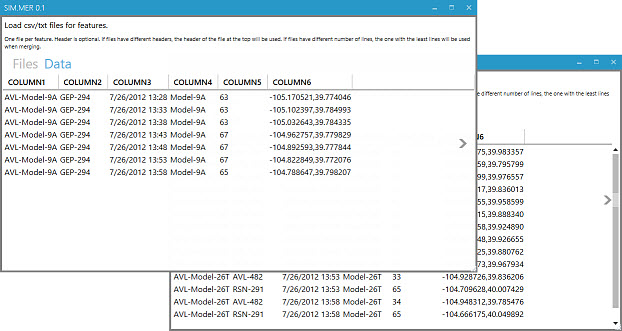 SIM.MER 0.1
Load csv/txt files for features.
One file per feature. Header is optional. If files have different headers, the header of the file at the top will be used. If files have different number of lines, the one with the least lines will be used
when merging.
Files Data
COLUMN1 COLUMN2 COLUMN3 COLUMN4 COLUMN5 COLUMN6
AVL-Model-9A GEP-294 7/26/2012 13:28 Model-9A 63 -105.170521,39.774046
AVL-Model-9A GEP-294 7/26/2012 13:33 Model-9A 63 -105.102397,39.784993
AVL-Model-9A GEP-294 7/26/2012 13:38 Model-9A 63 -105.032643,39.784335
AVL-Model-9A GEP-294 7/26/2012 13:43 Model-9A 67 -104.962757,39.779829
AVL-Model-9A GEP-294 7/26/2012 13:48 Model-9A 67 -104.892593,39.777844
AVL-Model-9A GEP-294 7/26/2012 13:53 Model-9A 67 -104.822849,39.772076
AVL-Model-9A GEP-294 7/26/2012 13:58 Model-9A 65 -104.788647,39.798207
different number of lines, the one with the least lines
75,39.983357
59,39.795799
99,39.976557
17,39.836013
55,39.958559
15,39.888340
58,39.924890
48,39.926655
25,39.880762
73,39.967934
AVL-Model-26T AVL-482 7/26/2012 13:53 Model-26T 33 -104.928726,39.836206
AVL-Model-26T RSN-291 7/26/2012 13:53 Model-26T 65 -104.709628,40.007429
AVL-Model-26T AVL-482 7/26/2012 13:58 Model-26T 34 -104.948312,39.785476
AVL-Model-26T RSN-291 7/26/2012 13:58 Model-26T 65 -104.666175,40.049892